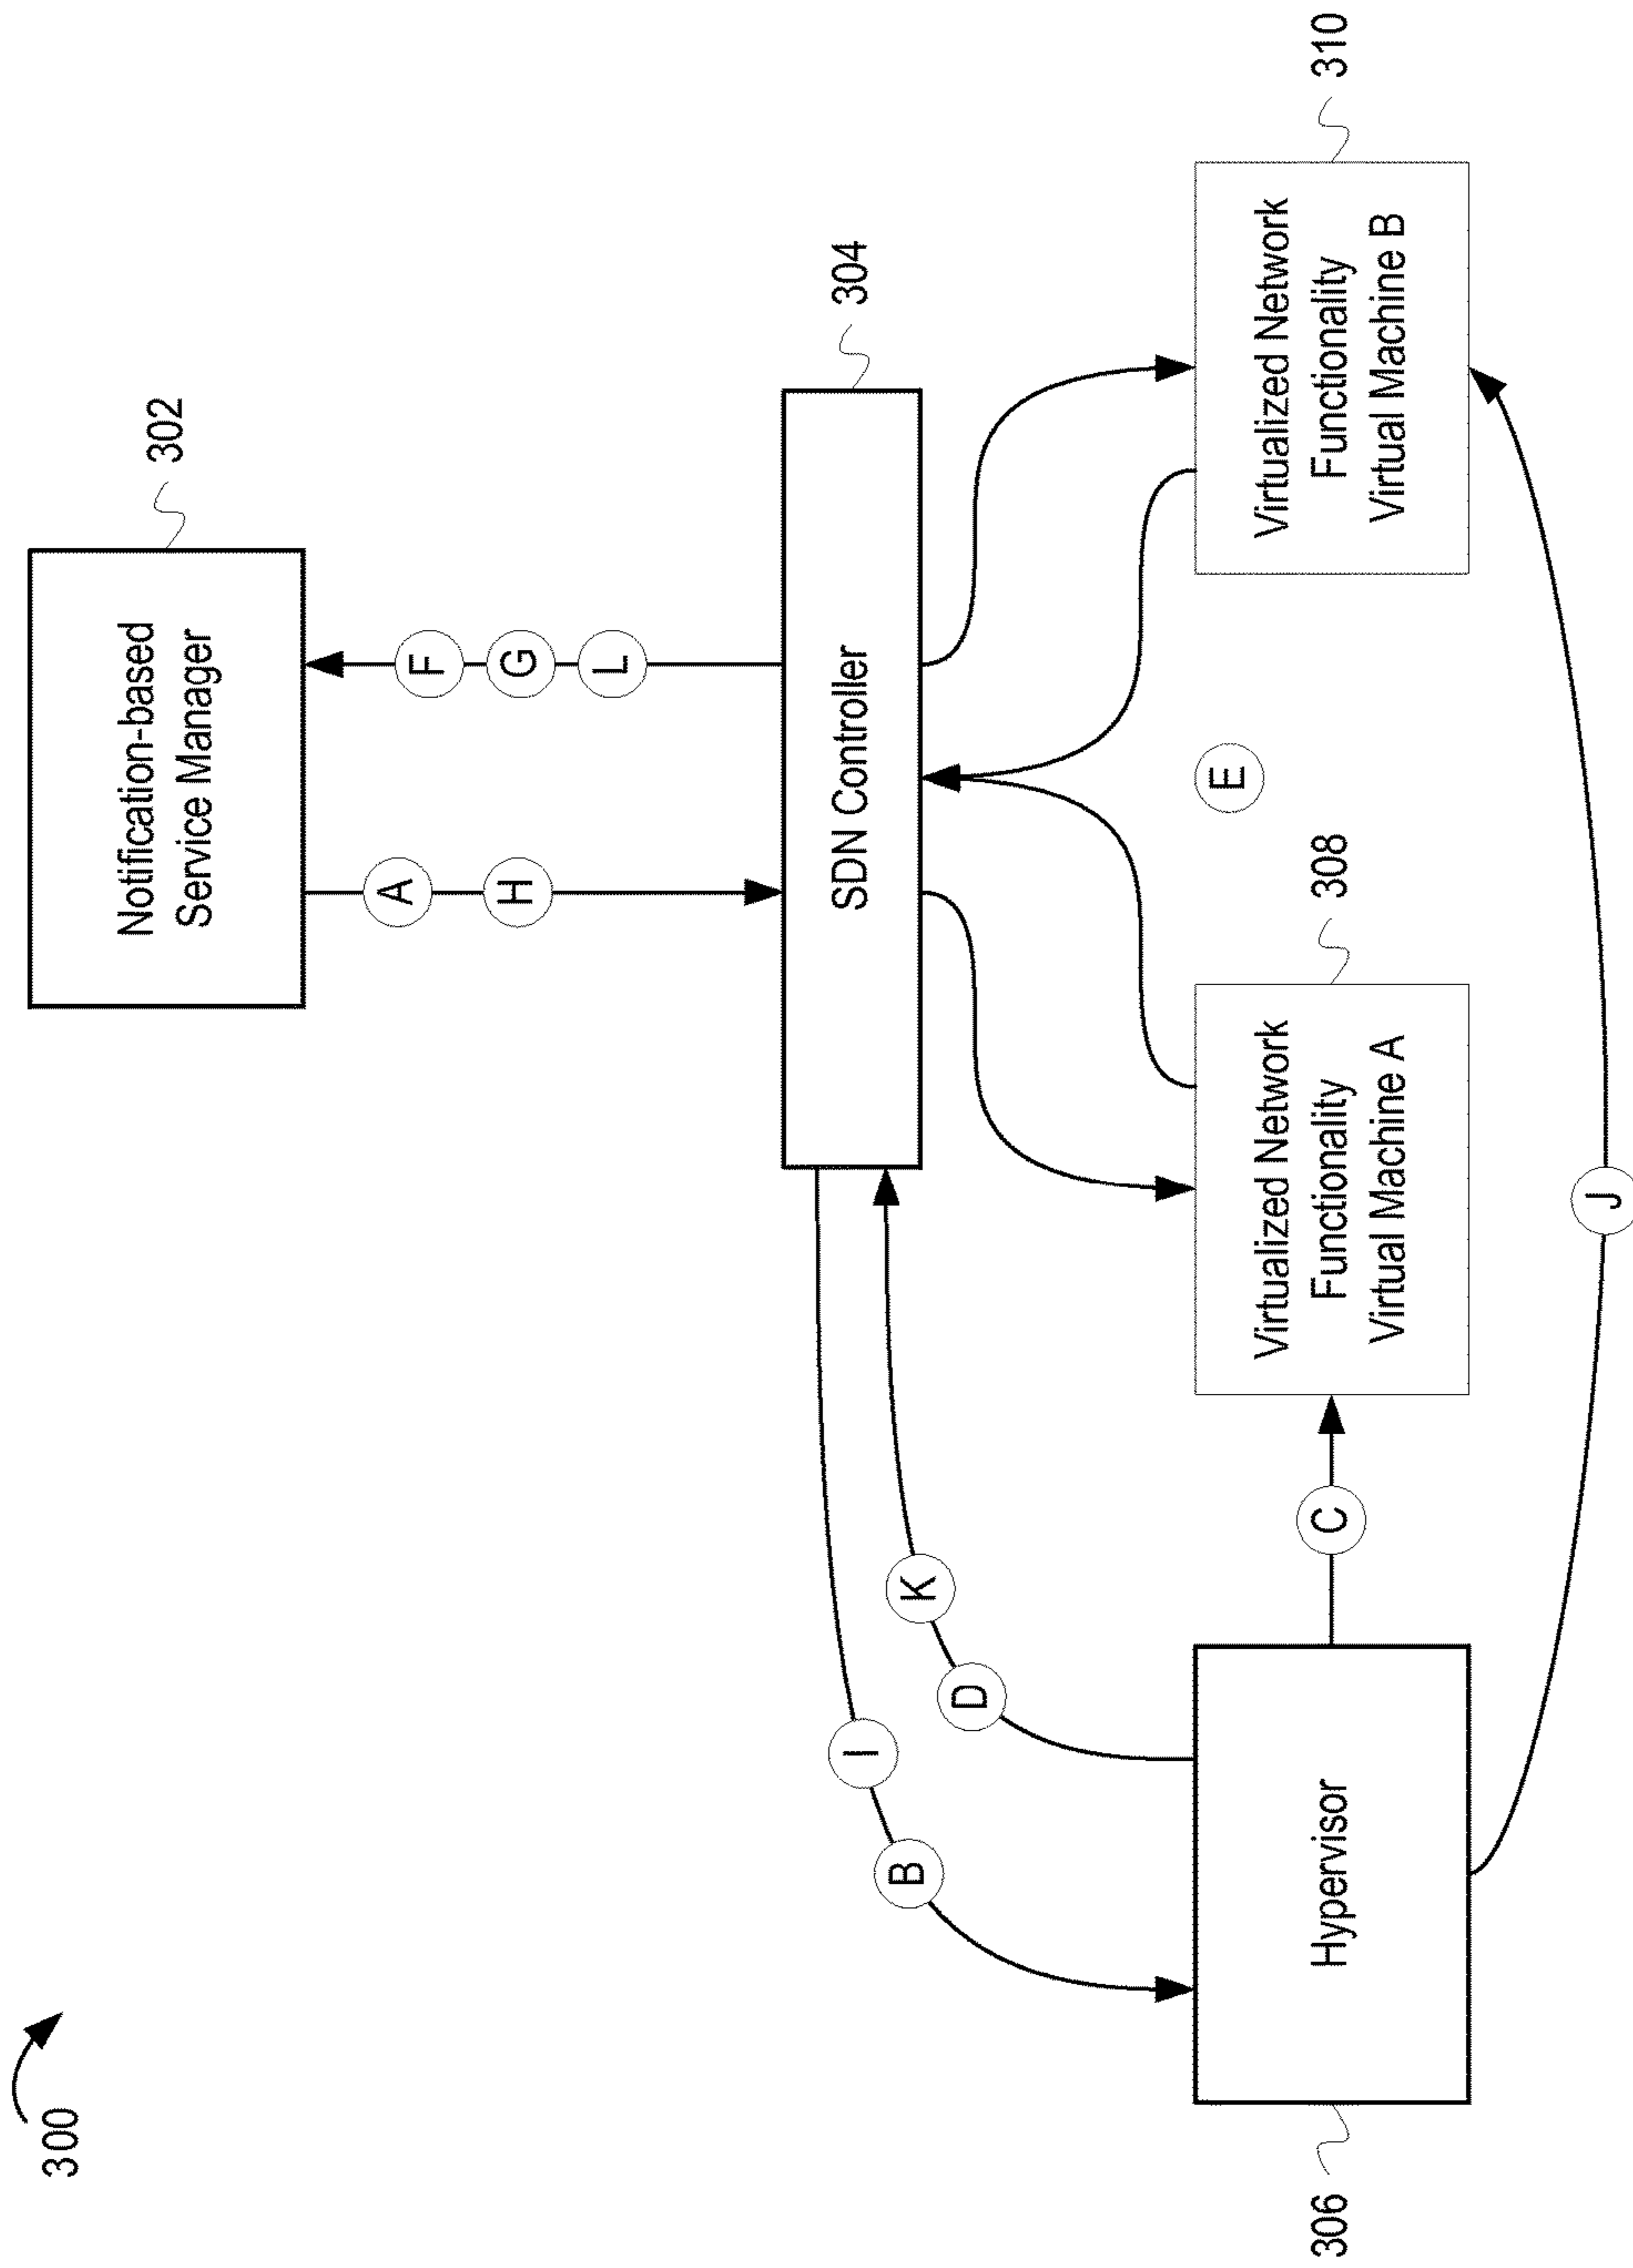 300
Notification-based
Service Manager
302
A
H
F
G
L
SDN Controller
304
I
B
K
D
E
Hypervisor
306
C
Virtualized Network
Functionality
Virtual Machine A
308
Virtualized Network
Functionality
Virtual Machine B
310
J